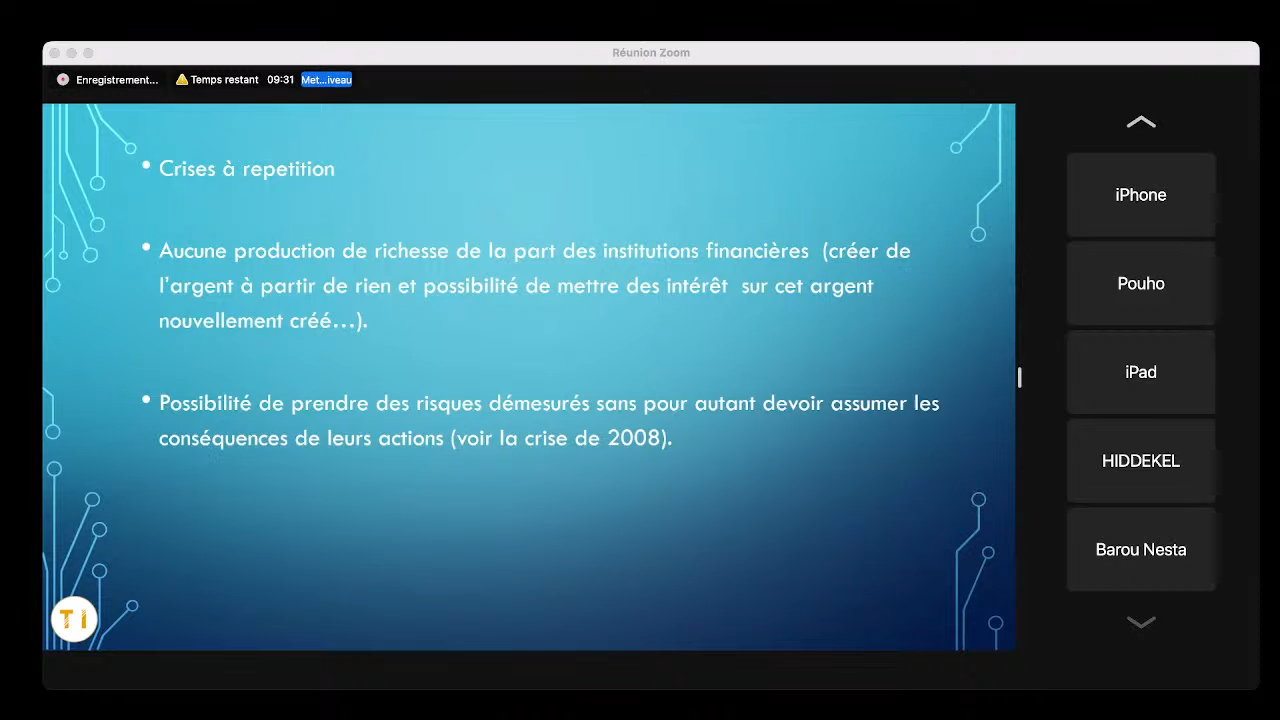 Réunion Zoom
Enregistrement... Temps restant 09:31 Met...iveau
• Crises à repetition
• Aucune production de richesse de la part des institutions financières (créer de
l'argent à partir de rien et possibilité de mettre des intérêt sur cet argent
nouvellement créé...).
• Possibilité de prendre des risques démesurés sans pour autant devoir assumer les
conséquences de leurs actions (voir la crise de 2008).
T I
iPhone
Pouho
iPad
HIDDEKEL
Barou Nesta